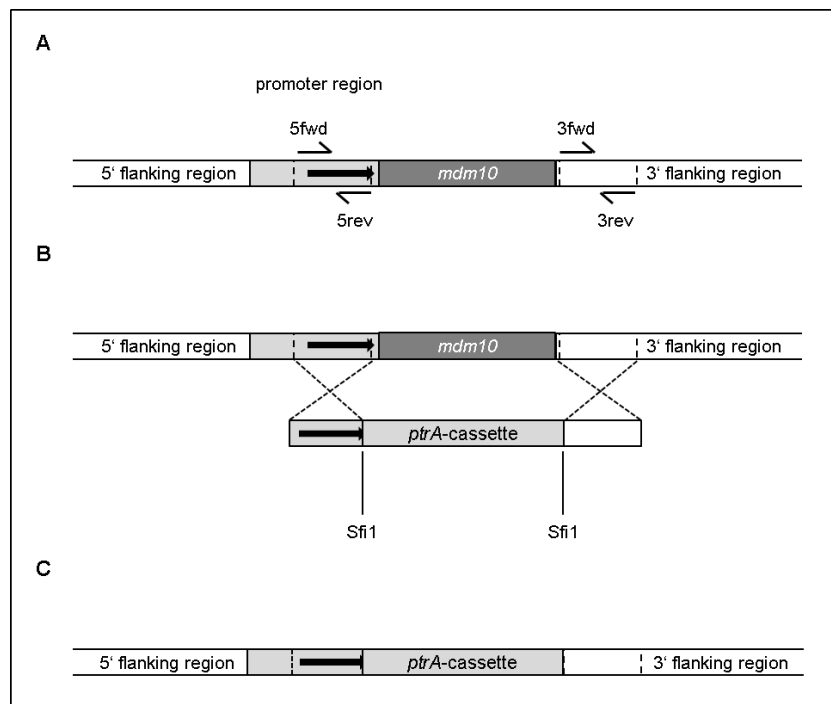 A
promoter region
5fwd 3fwd
5‘ flanking region mdm10 3‘ flanking region
5rev 3rev
B
5‘ flanking region mdm10 3‘ flanking region
ptrA-cassette
Sfi1 Sfi1
C
5‘ flanking region ptrA-cassette 3‘ flanking region